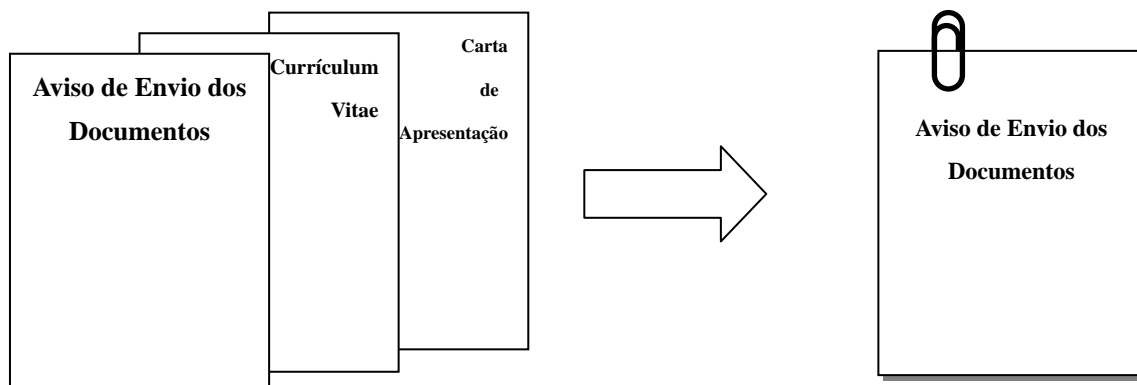 Aviso de Envio dos
Documentos
Currículum
Vitae
Carta
de
Apresentação
Aviso de Envio dos
Documentos